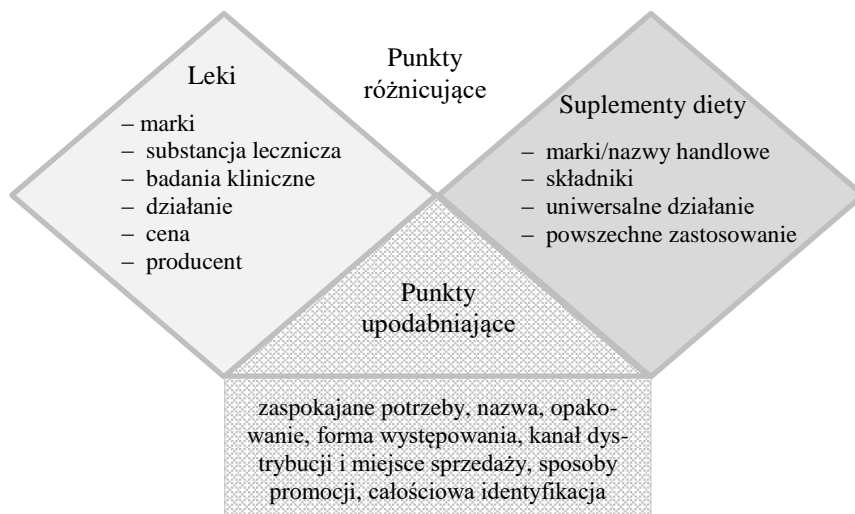 Leki
– marki
– substancja lecznicza
– badania kliniczne
– działanie
– cena
– producent
Punkty
różnicujące
Suplementy diety
– marki/nazwy handlowe
– składniki
– uniwersalne działanie
– powszechne zastosowanie
Punkty
upodabniające
zaspokajane potrzeby, nazwa, opako-
wanie, forma występowania, kanał dys-
trybucji i miejsce sprzedaży, sposoby
promocji, całościowa identyfikacja